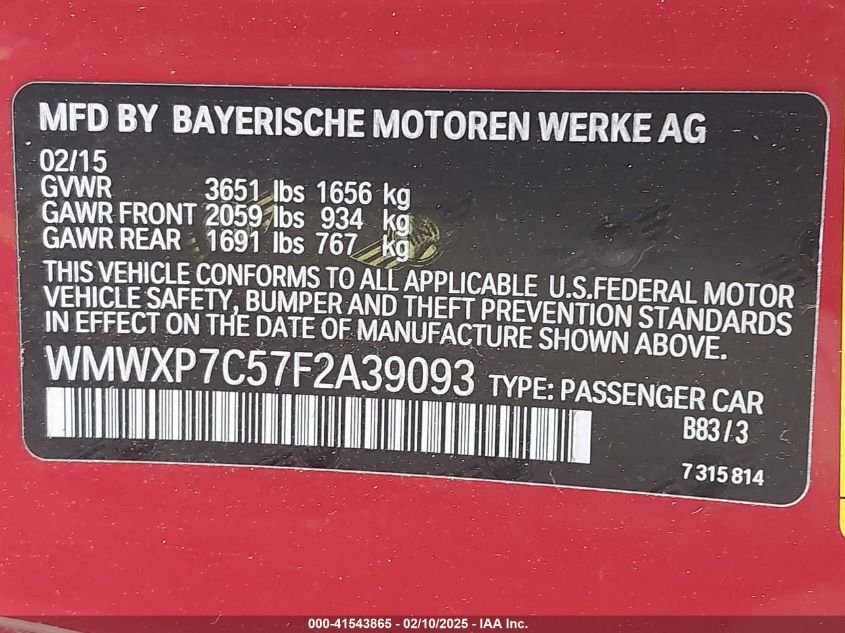 MFD BY BAYERISCHE MOTOREN WERKE AG
02/15
GVWR 3651 lbs 1656 kg
GAWR FRONT 2059 lbs 934 kg
GAWR REAR 1691 lbs 767 kg
THIS VEHICLE CONFORMS TO ALL APPLICABLE U.S.FEDERAL MOTOR
VEHICLE SAFETY, BUMPER AND THEFT PREVENTION STANDARDS
IN EFFECT ON THE DATE OF MANUFACTURE SHOWN ABOVE.
WMWXP7C57F2A39093 TYPE: PASSENGER CAR
B83/3
7 315 814
000-41543865 - 02/10/2025 - IAA Inc.